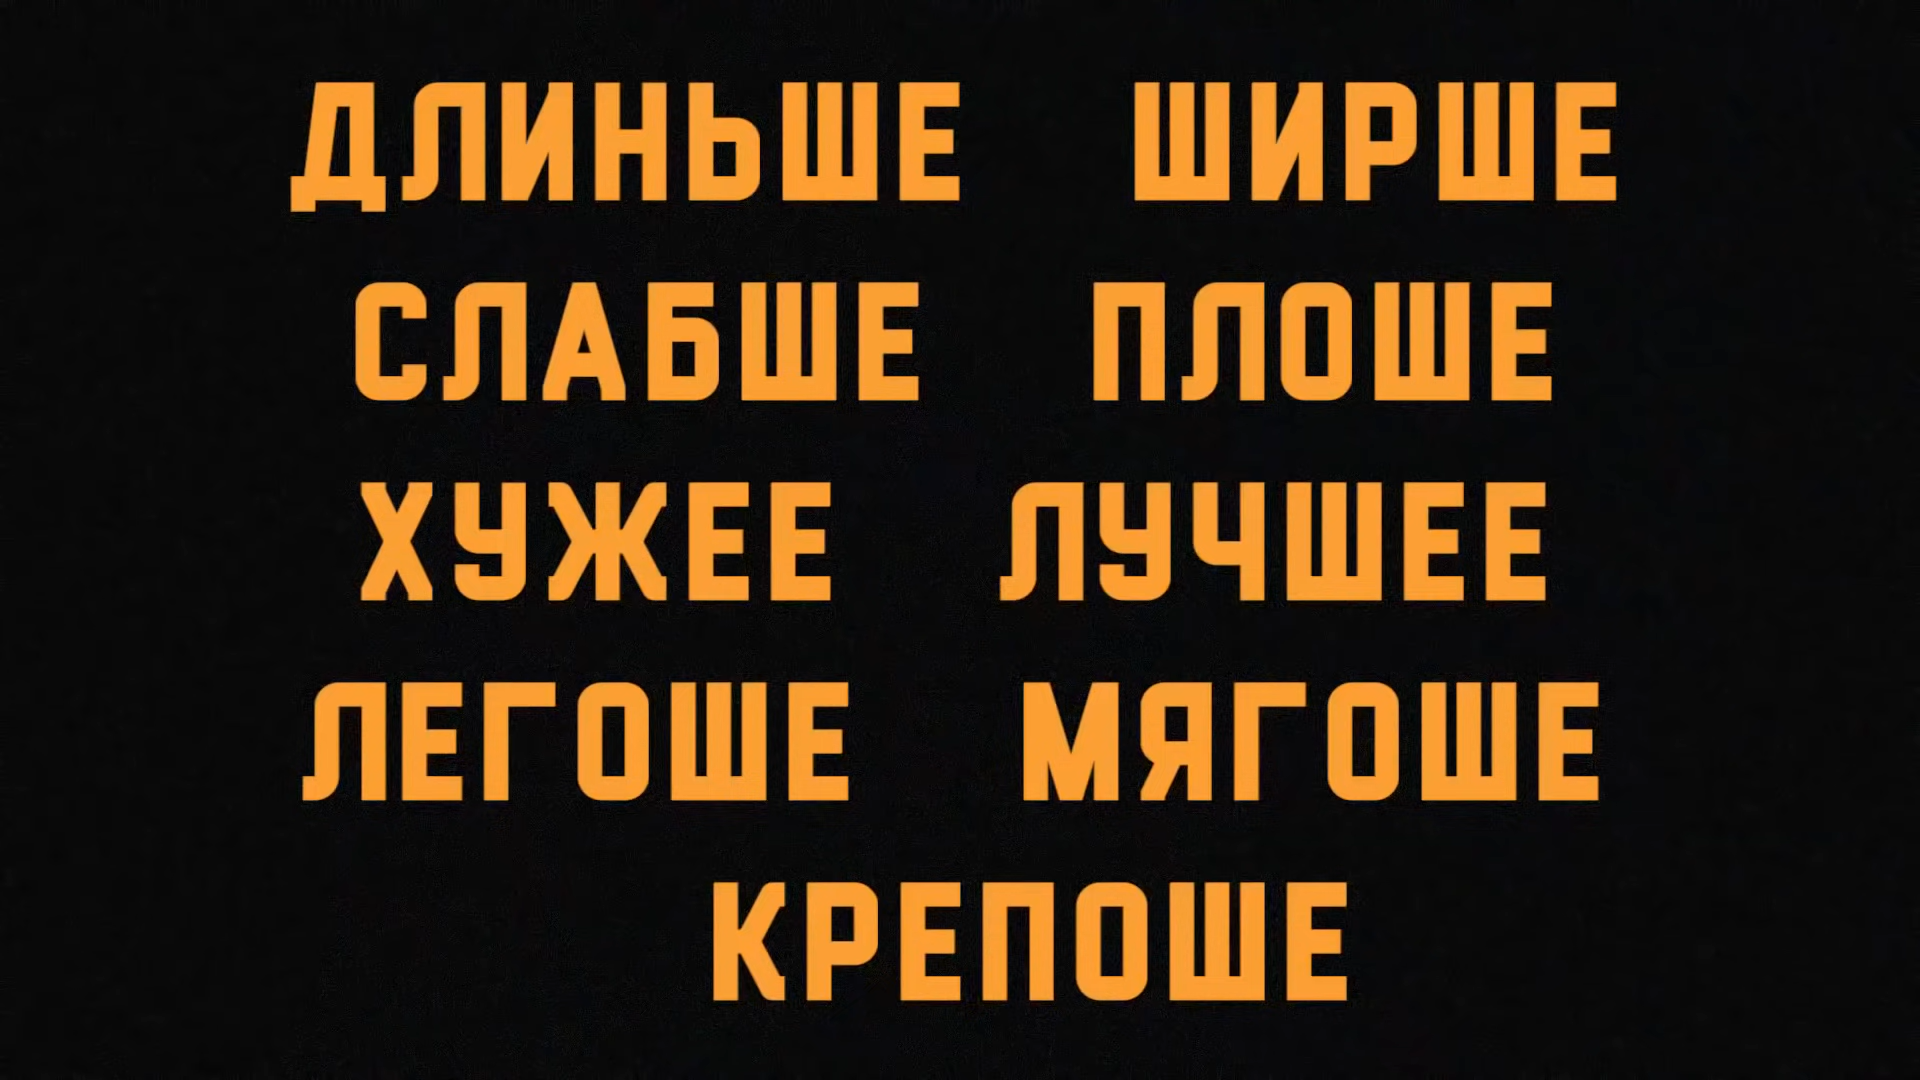 ДЛИНЬШЕ ШИРШЕ
СЛАБШЕ ПЛОШЕ
ХУЖЕЕ ЛУЧШЕЕ
ЛЕГОШЕ МЯГОШЕ
КРЕПОШЕ